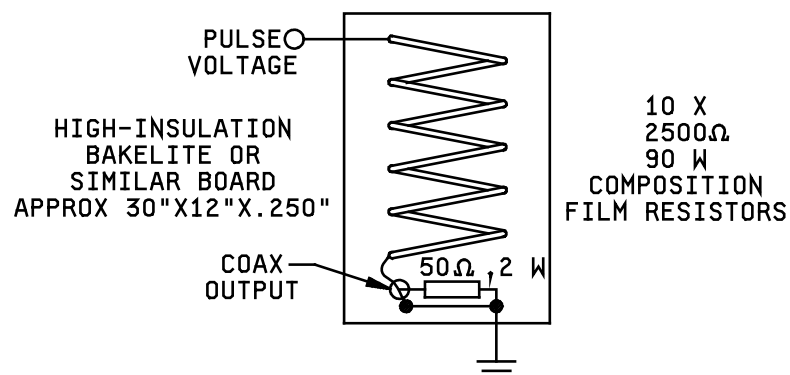 PULSE
VOLTAGE
HIGH-INSULATION
BAKELITE OR
SIMILAR BOARD
APPROX 30"X12"X.250"
COAX
OUTPUT
50Ω, 2 W
10 X
2500Ω
90 W
COMPOSITION
FILM RESISTORS